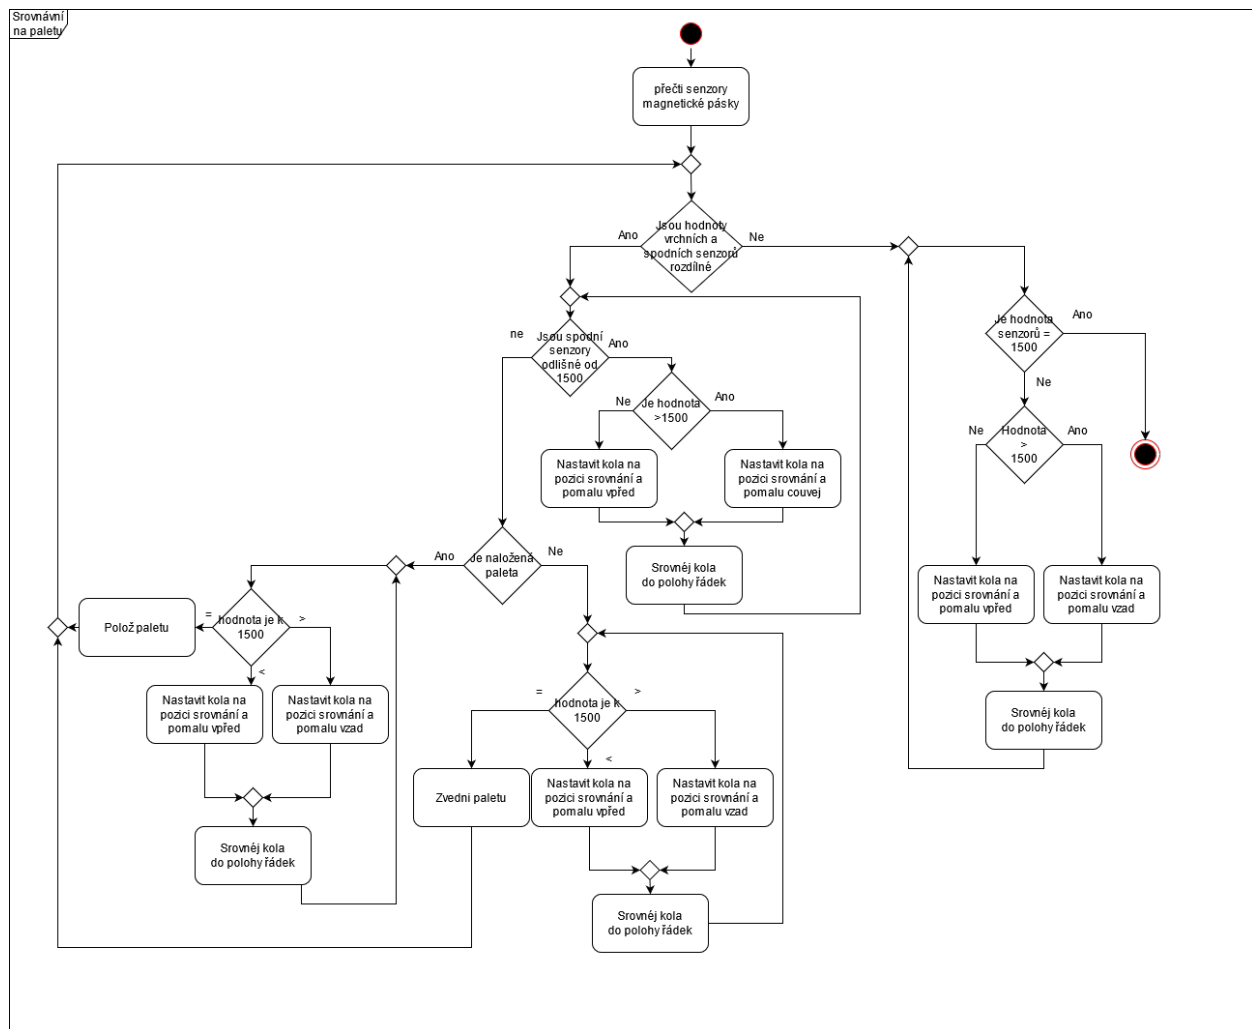 Srovnávní
na paletu
přečti senzory
magnetické pásky
Jsou hodnoty
vrchních a
spodních senzorů
rozdílné
Ano
Ne
Je hodnota
senzorů =
1500
Ano
Ne
Jsou spodní
senzory
odlišné od
1500
ne
Ano
Je hodnota
>1500
Ne
Ano
Hodnota
>
1500
Ne
Ano
Nastavit kola na
pozici srovnání a
pomalu vpřed
Nastavit kola na
pozici srovnání a
pomalu couvej
Srovnéj kola
do polohy řádek
Je naložená
paleta
Ano
Ne
Nastavit kola na
pozici srovnání a
pomalu vpřed
Nastavit kola na
pozici srovnání a
pomalu vzad
Srovnéj kola
do polohy řádek
Polož paletu
=
hodnota je k
1500
>
<
Nastavit kola na
pozici srovnání a
pomalu vpřed
Nastavit kola na
pozici srovnání a
pomalu vzad
Srovnéj kola
do polohy řádek
=
hodnota je k
1500
>
<
Zvedni paletu
Nastavit kola na
pozici srovnání a
pomalu vpřed
Nastavit kola na
pozici srovnání a
pomalu vzad
Srovnéj kola
do polohy řádek